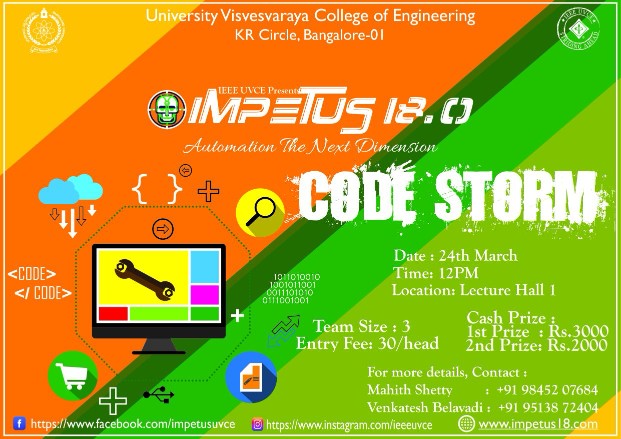 University Visvesvaraya College of Engineering
KR Circle, Bangalore-01
IEEE UVCE Presents
IMPETUS 18.0
Automation The Next Dimension
CODE STORM
<CODE>
</ CODE>
{ }
1011010010
1001011001
001110010
0111001001
Date : 24th March
Time: 12PM
Location: Lecture Hall 1
Team Size : 3
Entry Fee: 30/head
Cash Prize :
1st Prize : Rs.3000
2nd Prize: Rs.2000
For more details, Contact :
Mahith Shetty : +91 98452 07684
Venkatesh Belavadi : +91 95138 72404
https://www.facebook.com/impetusuvce
https://www.instagram.com/ieeeuvce
www.impetus18.com